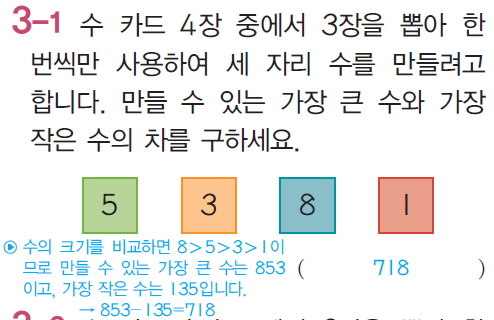 3-1 수 카드 4장 중에서 3장을 뽑아 한
번씩만 사용하여 세 자리 수를 만들려고
합니다. 만들 수 있는 가장 큰 수와 가장
작은 수의 차를 구하세요.
5 3 8 1
수의 크기를 비교하면 8>5>3>1이
므로 만들 수 있는 가장 큰 수는 853
이고, 가장 작은 수는 135입니다.
→ 853-135=718
( 718 )